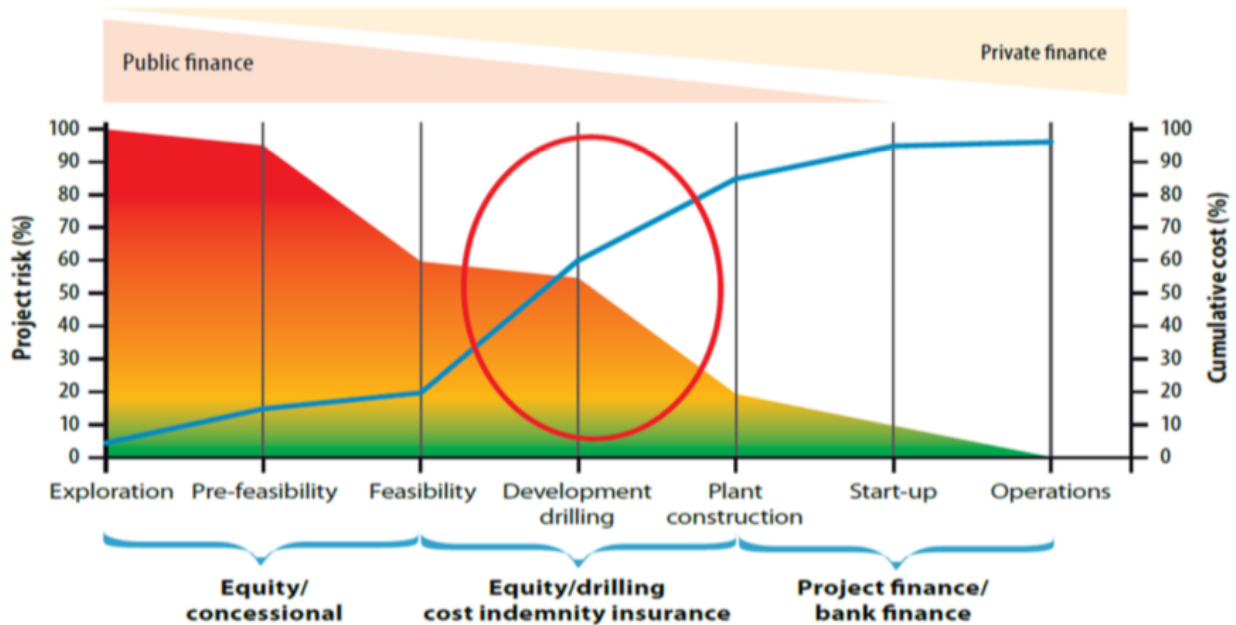 Public finance
Private finance
100
90
80
70
60
50
40
30
20
10
0
Project risk (%)
100
90
80
70
60
50
40
30
20
10
0
Cumulative cost (%)
Exploration
Pre-feasibility
Feasibility
Development
drilling
Plant
construction
Start-up
Operations
Equity/
concessional
Equity/drilling
cost indemnity insurance
Project finance/
bank finance